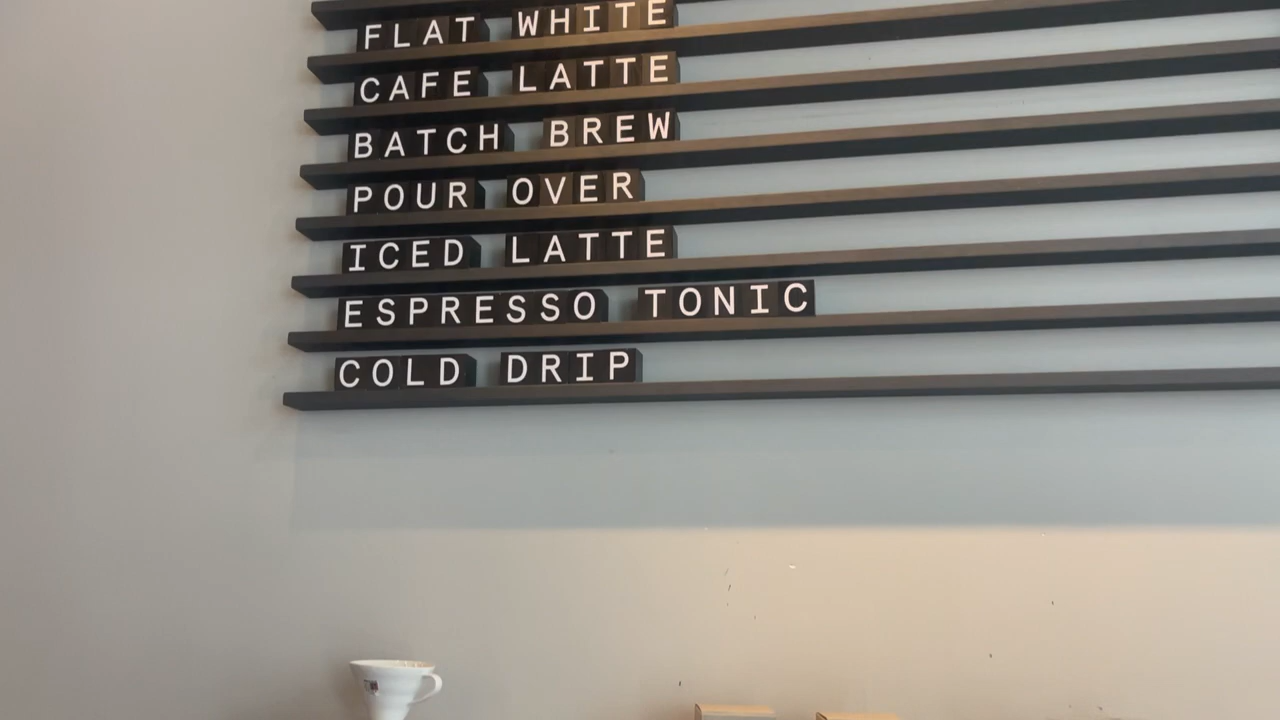 FLAT WHITE
CAFE LATTE
BATCH BREW
POUR OVER
ICED LATTE
ESPRESSO TONIC
COLD DRIP